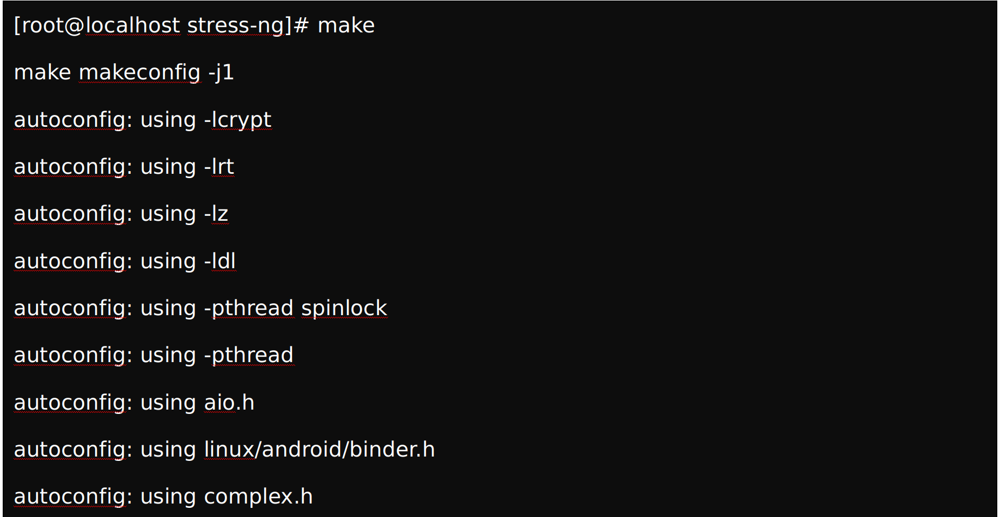 [root@localhost stress-ng]# make
make makeconfig -j1
autoconfig: using -lcrypt
autoconfig: using -lrt
autoconfig: using -lz
autoconfig: using -ldl
autoconfig: using -pthread spinlock
autoconfig: using -pthread
autoconfig: using aio.h
autoconfig: using linux/android/binder.h
autoconfig: using complex.h